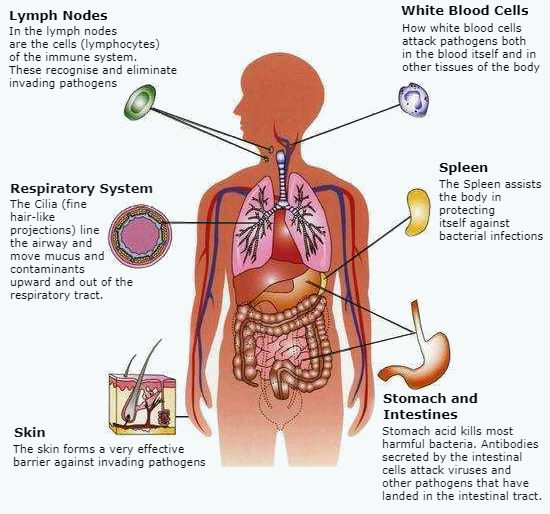 Lymph Nodes
In the lymph nodes
are the cells (lymphocytes)
of the immune system.
These recognise and eliminate
invading pathogens
White Blood Cells
How white blood cells
attack pathogens both
in the blood itself and in
other tissues of the body
Respiratory System
The Cilia (fine
hair-like
projections) line
the airway and
move mucus and
contaminants
upward and out of the
respiratory tract.
Spleen
The Spleen assists
the body in
protecting
itself against
bacterial infections
Skin
The skin forms a very effective
barrier against invading pathogens
Stomach and
Intestines
Stomach acid kills most
harmful bacteria. Antibodies
secreted by the intestinal
cells attack viruses and
other pathogens that have
landed in the intestinal tract.